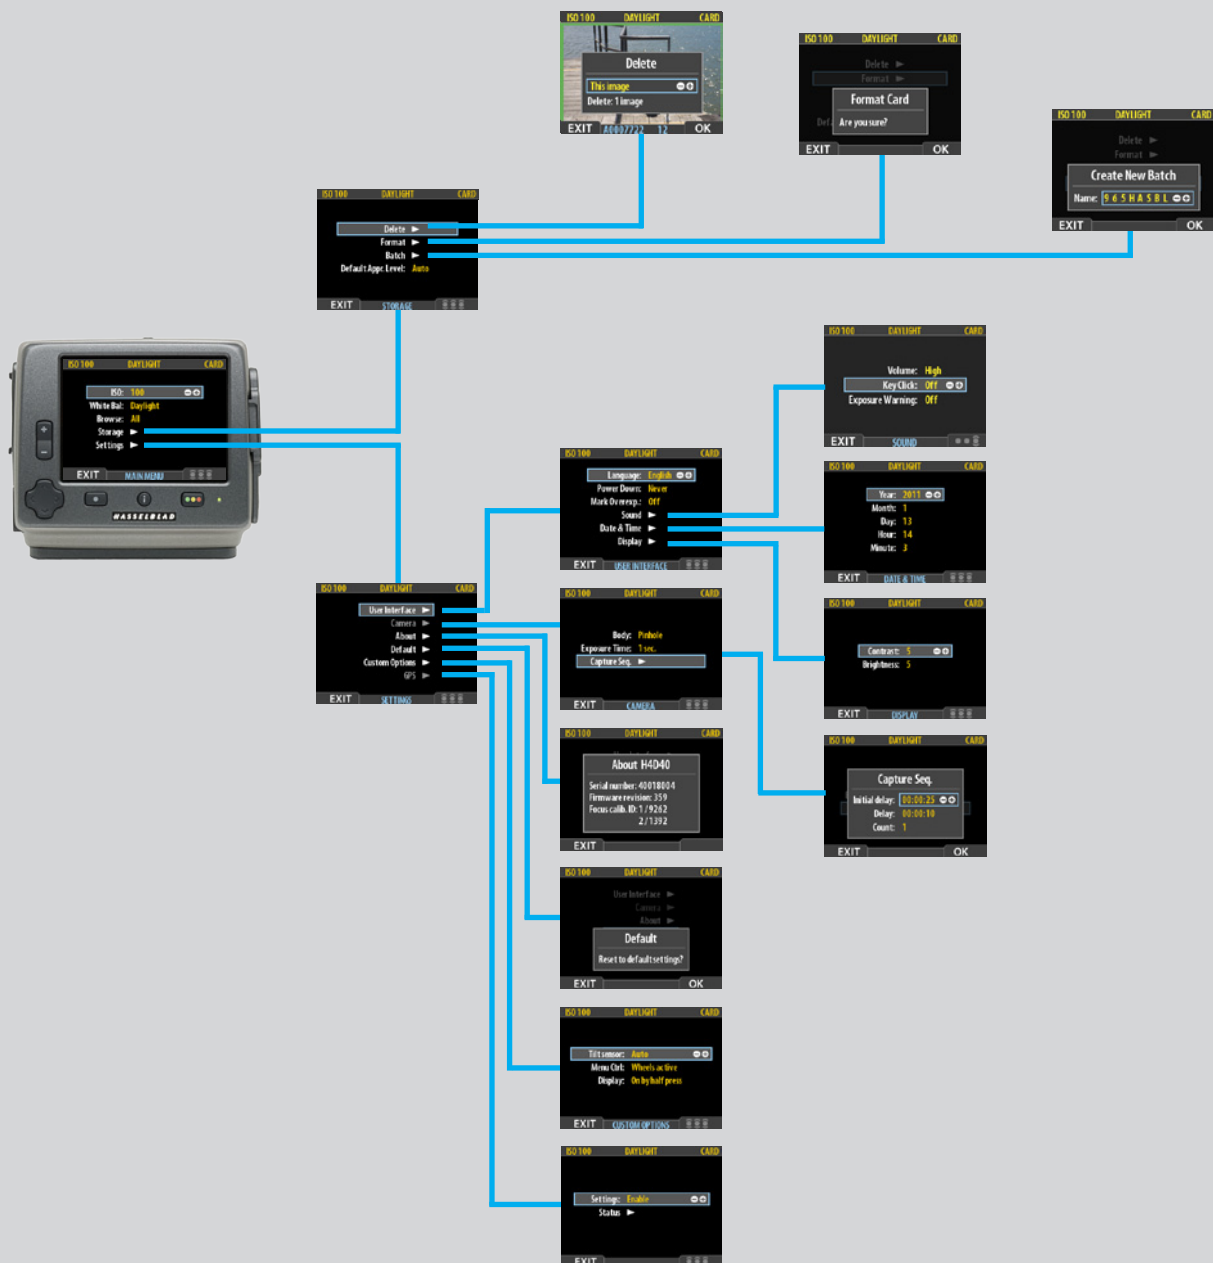 ISO 100 DAYLIGHT CARD
Delete
This image
Delete: 1 image
EXIT A0007222 12 OK
ISO 100 DAYLIGHT CARD
Delete
Format
Format Card
Are you sure?
EXIT OK
ISO 100 DAYLIGHT CARD
Delete
Format
Create New Batch
Name: 965HASBL
EXIT OK
ISO 100 DAYLIGHT CARD
Delete
Format
Batch
Default Appr. Level: Auto
EXIT STORAGE
ISO 100 DAYLIGHT CARD
ISO: 100
White Bal: Daylight
Browse: All
Storage
Settings
EXIT MAIN MENU
HASSELBLAD
ISO 100 DAYLIGHT CARD
Volume: High
Key Click: Off
Exposure Warning: Off
EXIT SOUND
ISO 100 DAYLIGHT CARD
Language: English
Power Down: Never
Mark Overexp.: Off
Sound
Date & Time
Display
EXIT USER INTERFACE
ISO 100 DAYLIGHT CARD
Year: 2011
Month: 1
Day: 13
Hour: 14
Minute: 3
EXIT DATE & TIME
ISO 100 DAYLIGHT CARD
User Interface
Camera
About
Default
Custom Options
GPS
EXIT SETTINGS
ISO 100 DAYLIGHT CARD
Body: Pinhole
Exposure Time: 1 sec.
Capture Seq.
EXIT CAMERA
ISO 100 DAYLIGHT CARD
Contrast: 5
Brightness: 5
EXIT DISPLAY
ISO 100 DAYLIGHT CARD
About H4D40
Serial number: 40018004
Firmware revision: 359
Focus calib. ID: 1 / 9262
2 / 1392
EXIT
ISO 100 DAYLIGHT CARD
Capture Seq.
Initial delay: 00:00:25
Delay: 00:00:10
Count: 1
EXIT OK
ISO 100 DAYLIGHT CARD
User Interface
Camera
About
Default
Reset to default settings?
EXIT OK
ISO 100 DAYLIGHT CARD
Tilt sensor: Auto
Menu Ctrl: Wheels active
Display: On by half press
EXIT CUSTOM OPTIONS
ISO 100 DAYLIGHT CARD
Settings: Enable
Status
EXIT